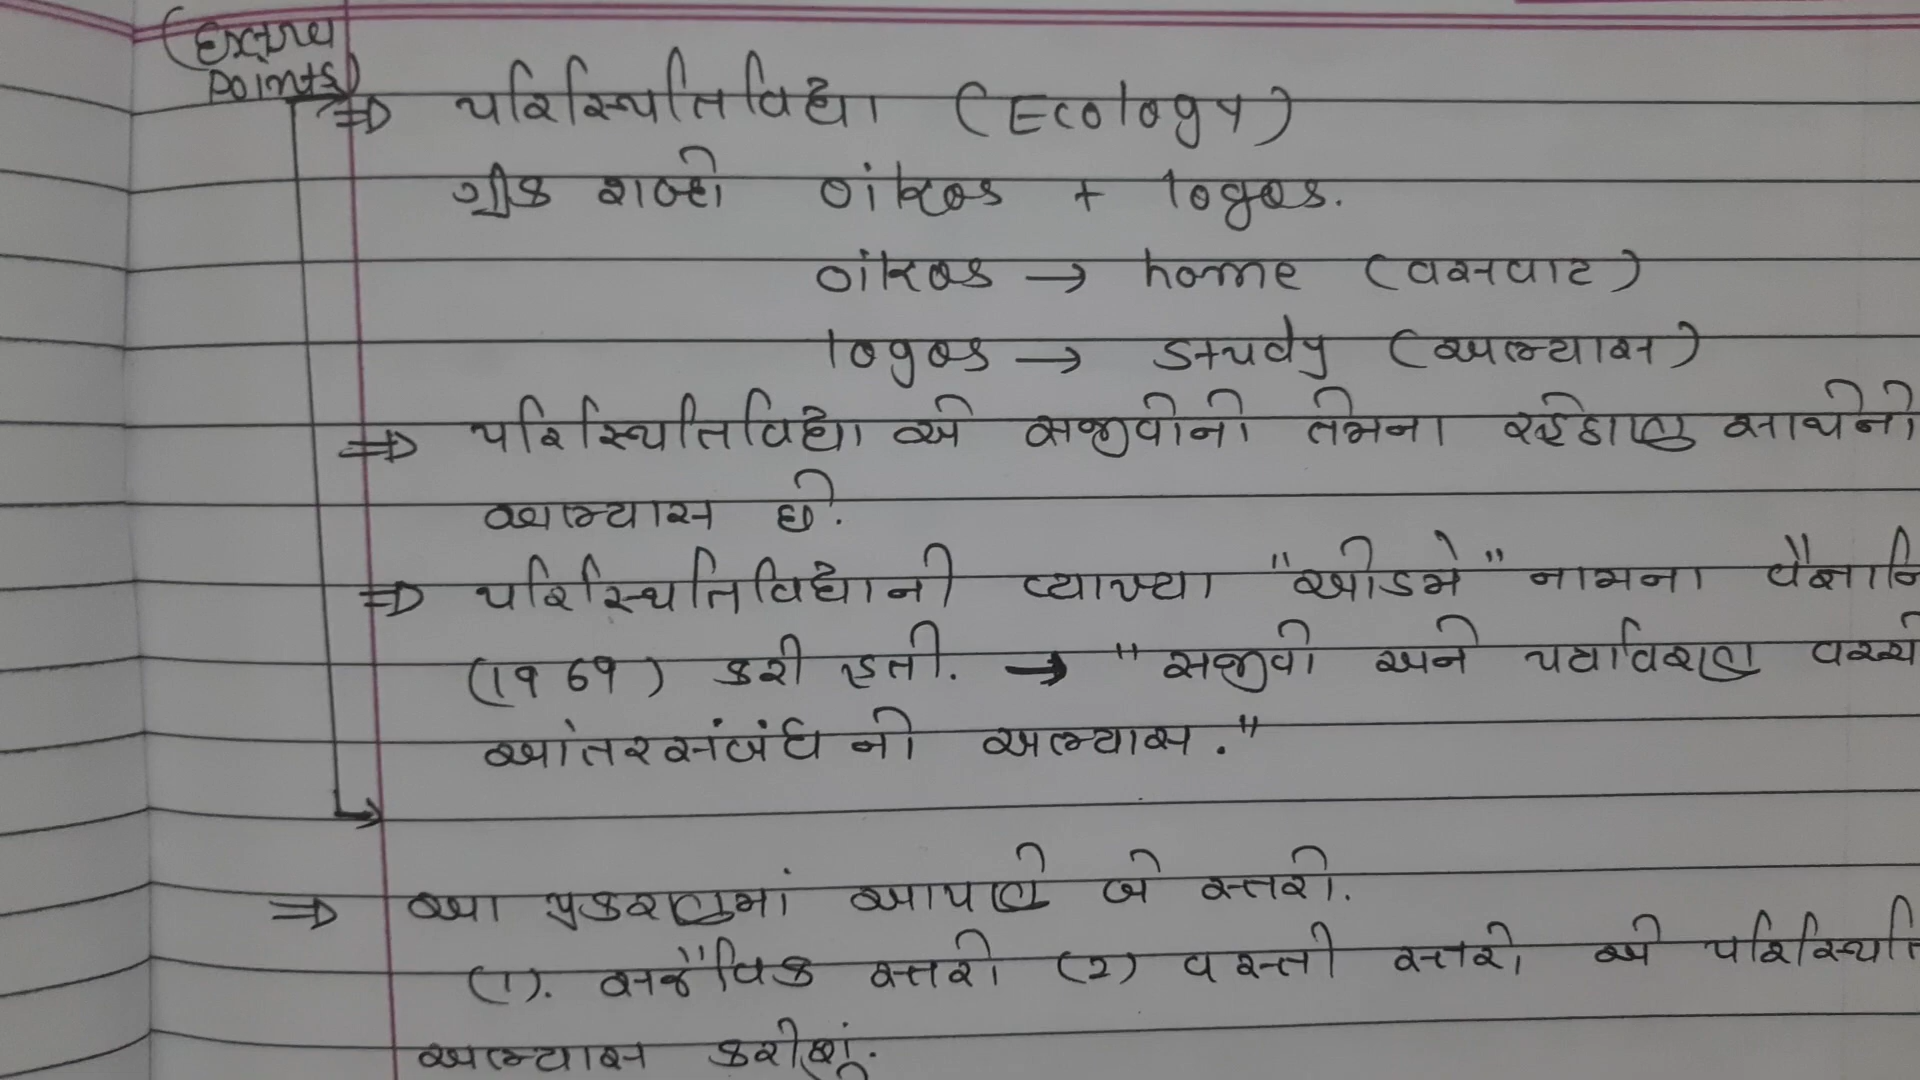 (Extra
points)
⇒ પરિસ્થિતિવિદ્યા (Ecology)
ગ્રીક શબ્દો oikos + logos.
oikos → home (વસવાટ)
logos → study (અભ્યાસ)
⇒ પરિસ્થિતિવિદ્યા એ સજીવોનો તેમના રહેઠાણ સાથેનો
અભ્યાસ છે.
⇒ પરિસ્થિતિવિદ્યાની વ્યાખ્યા "ઓડમે" નામના વૈજ્ઞાનિ
(1969) કરી હતી. → "સજીવો અને પર્યાવરણ વચ્ચે
આંતરસંબંધનો અભ્યાસ."
⇒ આ પ્રકરણમાં આપણે બે સ્તરો.
(1). સજૈવિક સ્તરો (2) વસ્તી સ્તરો એ પરિસ્થિતિ
અભ્યાસ કરીશું.